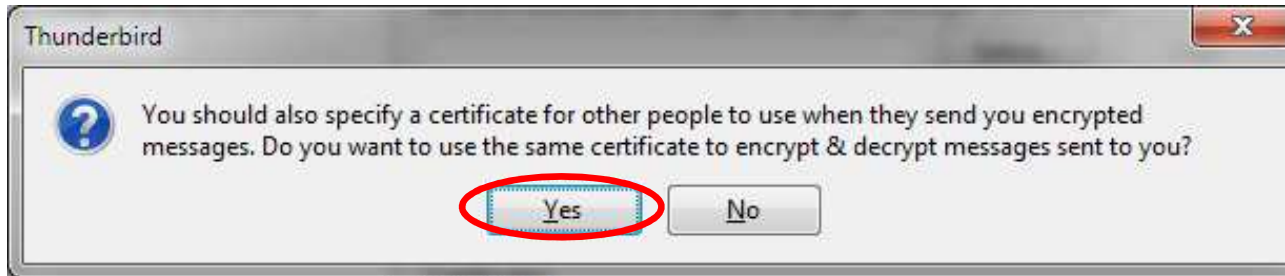 Thunderbird
You should also specify a certificate for other people to use when they send you encrypted
messages. Do you want to use the same certificate to encrypt & decrypt messages sent to you?
Yes
No